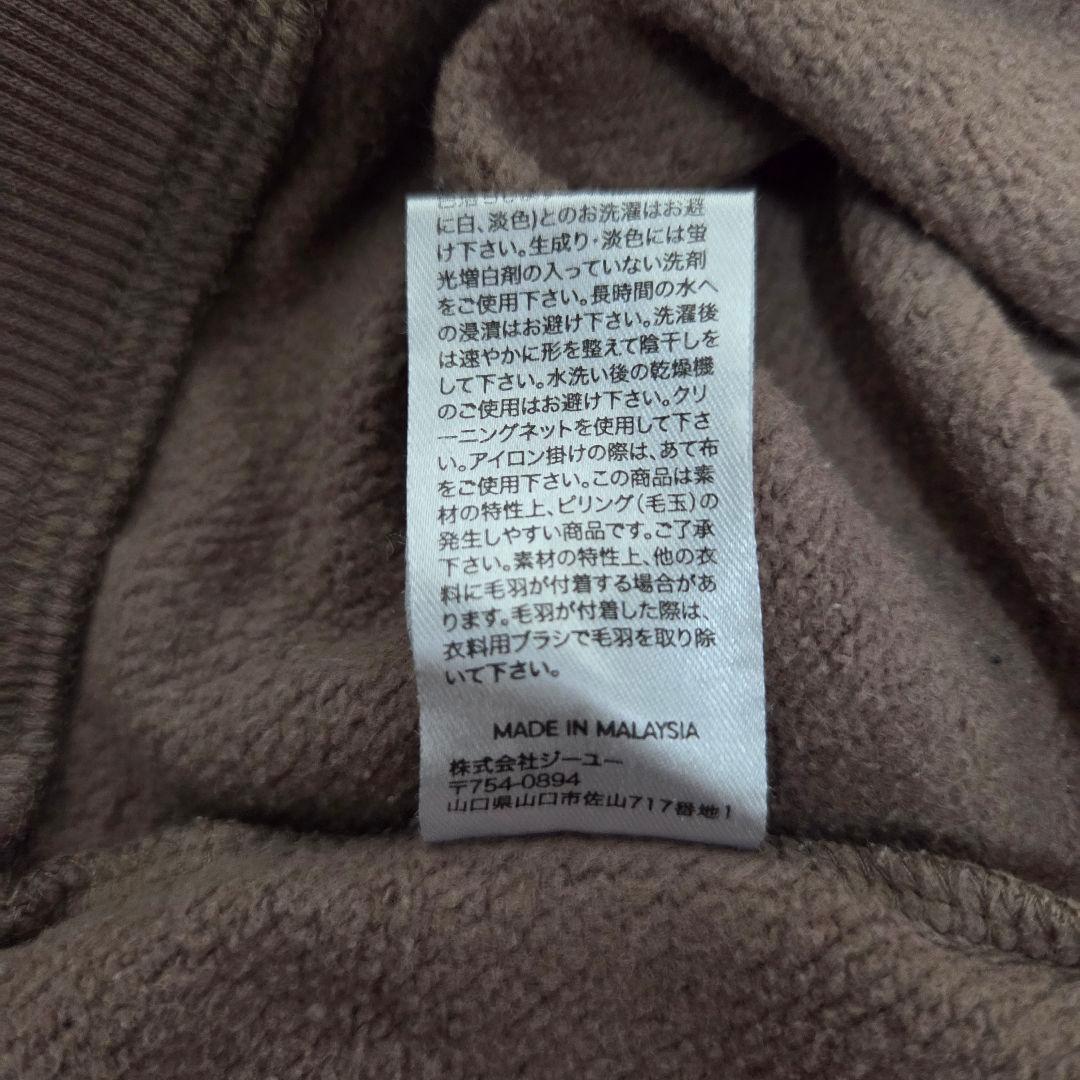 に白、淡色)とのお洗濯はお避
け下さい。生成り・淡色には蛍
光増白剤の入っていない洗剤
をご使用下さい。長時間の水へ
の浸漬はお避け下さい。洗濯後
は速やかに形を整えて陰干しを
して下さい。水洗い後の乾燥機
のご使用はお避け下さい。クリ
ーニングネットを使用して下さ
い。アイロン掛けの際は、あて布
をご使用下さい。この商品は素
材の特性上、ピリング(毛玉)の
発生しやすい商品です。ご了承
下さい。素材の特性上、他の衣
料に毛羽が付着する場合があ
ります。毛羽が付着した際は、
衣料用ブラシで毛羽を取り除
いて下さい。
MADE IN MALAYSIA
株式会社ジーユー
〒754-0894
山口県山口市佐山717番地1